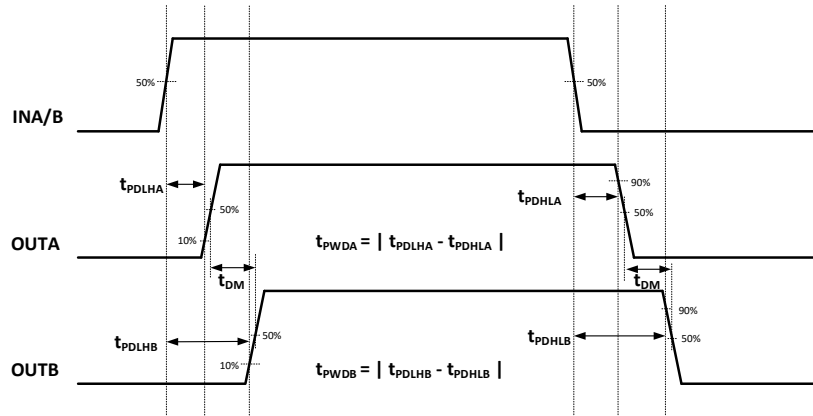 50%
50%
INA/B
tPDLHA
50%
10%
tPDHLA
90%
50%
OUTA
tPWDA = | tPDLHA - tPDHLA |
tDM
tDM
tPDLHB
50%
10%
tPDHLB
90%
50%
OUTB
tPWDB = | tPDLHB - tPDHLB |